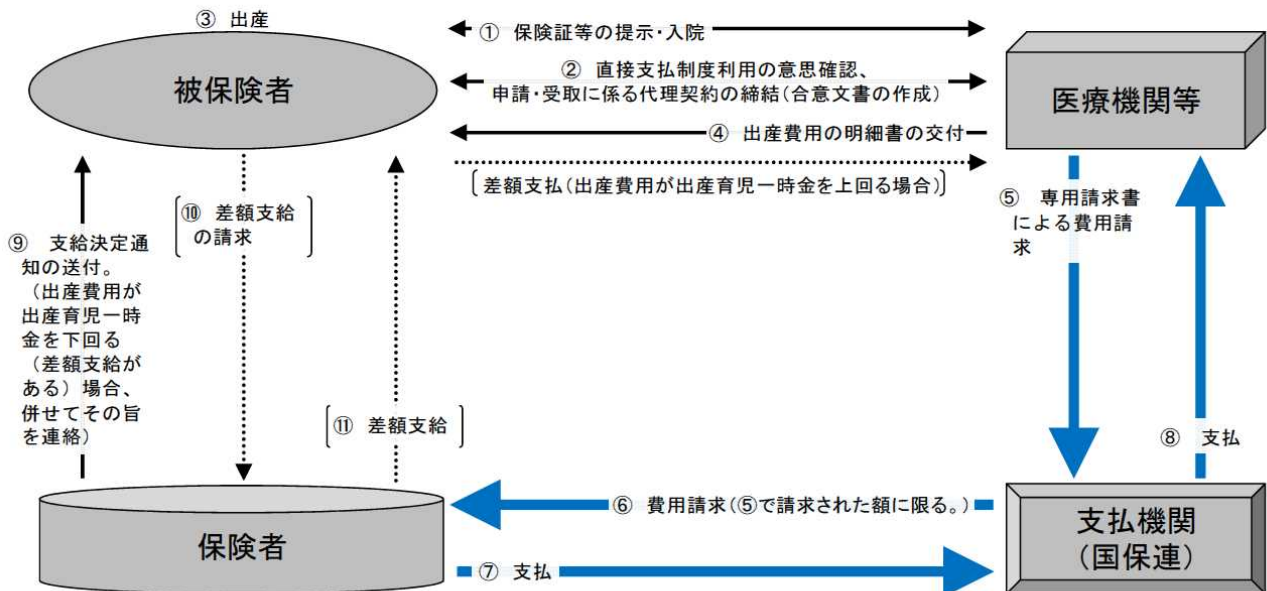 ③ 出産
① 保険証等の提示・入院
被保険者
② 直接支払制度利用の意思確認、
申請・受取に係る代理契約の締結(合意文書の作成)
医療機関等
④ 出産費用の明細書の交付
差額支払(出産費用が出産育児一時金を上回る場合)
⑤ 専用請求書
による費用請
求
⑩ 差額支給
の請求
⑨ 支給決定通
知の送付。
(出産費用が
出産育児一時
金を下回る
(差額支給が
ある)場合、
併せてその旨
を連絡)
⑪ 差額支給
⑧ 支払
⑥ 費用請求(⑤で請求された額に限る。)
支払機関
(国保連)
保険者
⑦ 支払